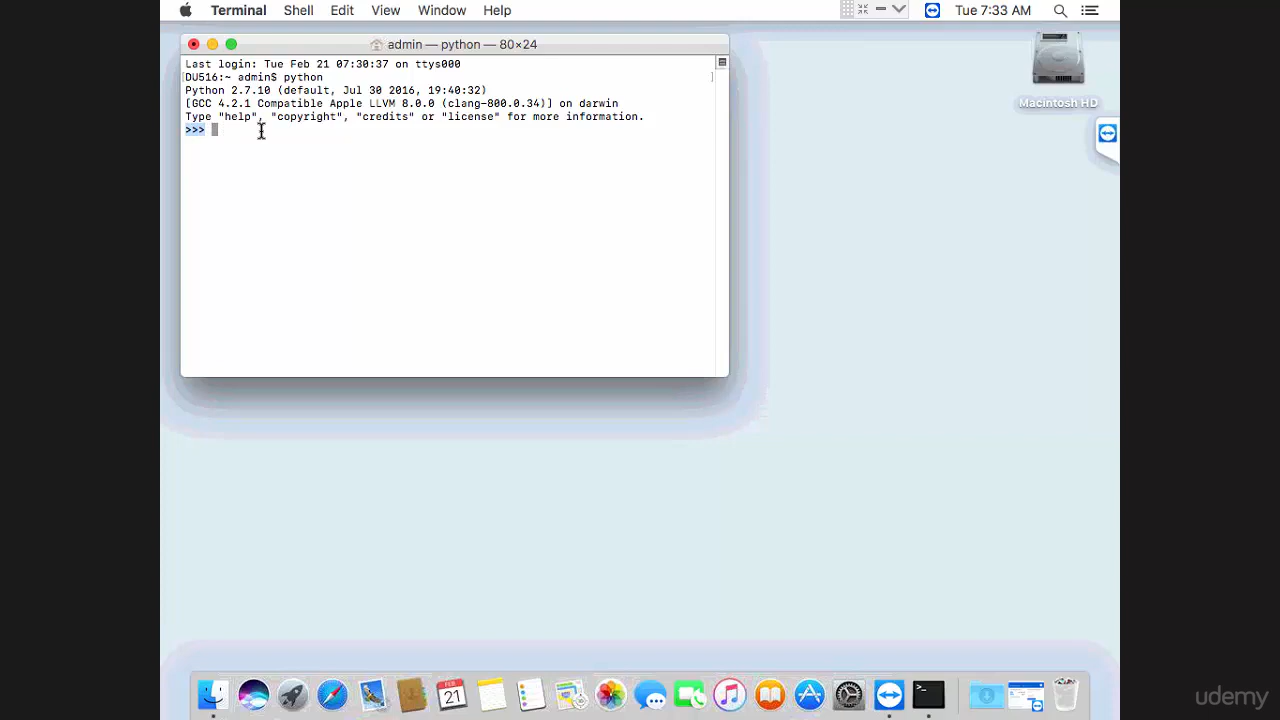 Terminal Shell Edit View Window Help Tue 7:33 AM
admin — python — 80×24
Last login: Tue Feb 21 07:30:37 on ttys000
DU516:~ admin$ python
Python 2.7.10 (default, Jul 30 2016, 19:40:32)
[GCC 4.2.1 Compatible Apple LLVM 8.0.0 (clang-800.0.34)] on darwin
Type "help", "copyright", "credits" or "license" for more information.
>>>
Macintosh HD
FEB
21
udemy